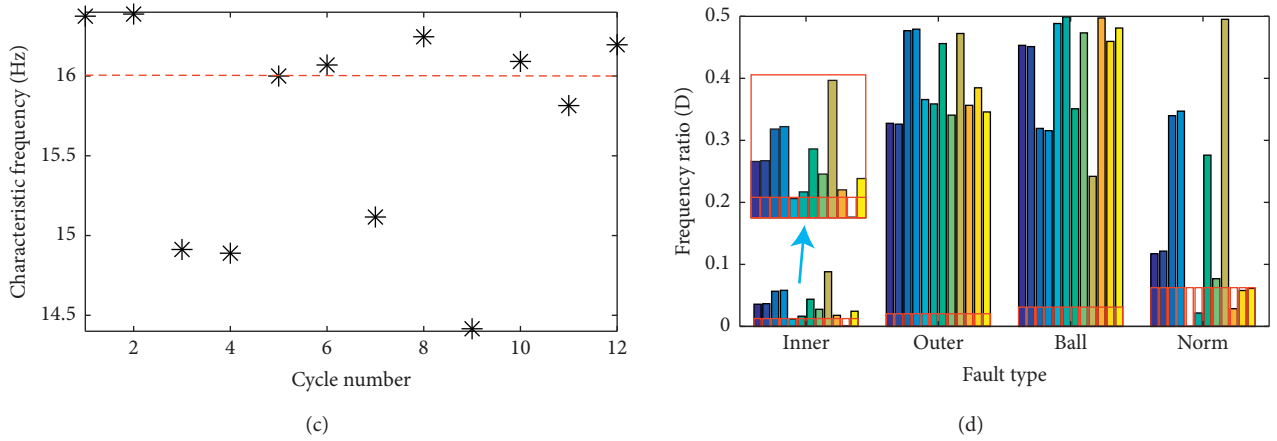 16
15.5
15
14.5
2
4
6
8
10
12
Characteristic frequency (Hz)
Cycle number
(c)
0.5
0.4
0.3
0.2
0.1
0
Inner
Outer
Ball
Norm
Frequency ratio (D)
Fault type
(d)